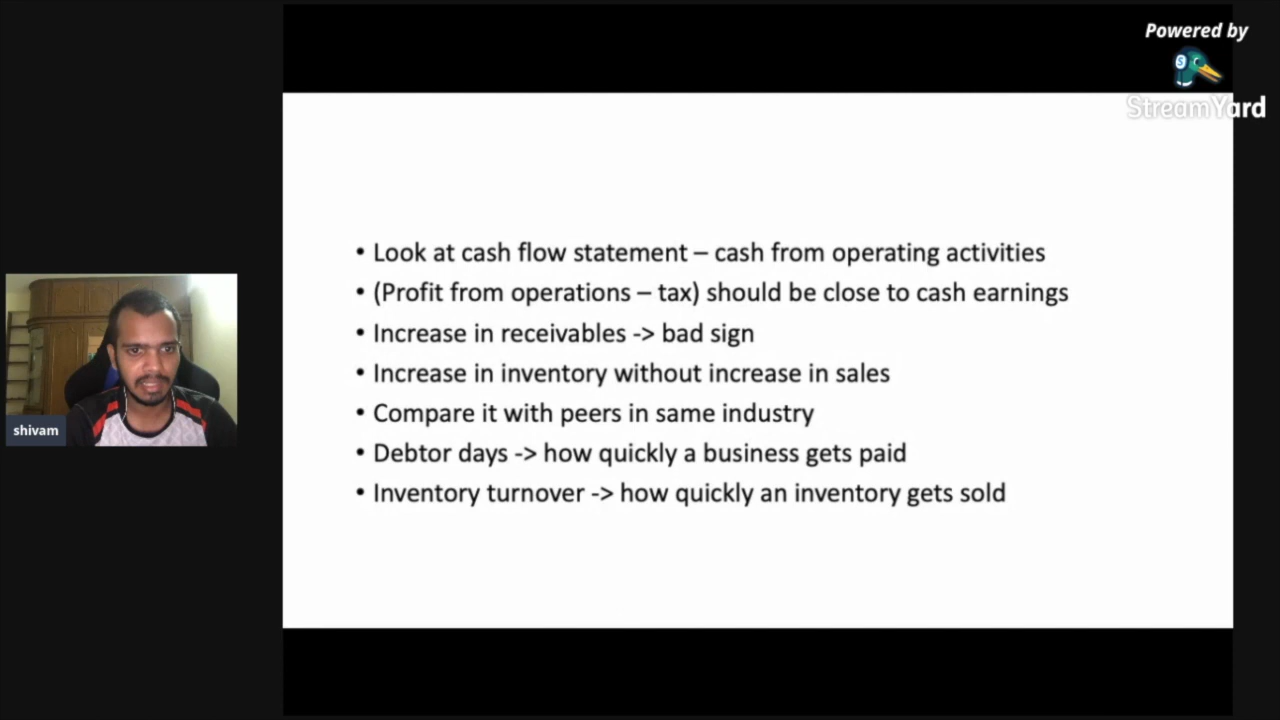 Powered by
StreamYard
• Look at cash flow statement – cash from operating activities
• (Profit from operations – tax) should be close to cash earnings
• Increase in receivables -> bad sign
• Increase in inventory without increase in sales
• Compare it with peers in same industry
• Debtor days -> how quickly a business gets paid
• Inventory turnover -> how quickly an inventory gets sold
shivam